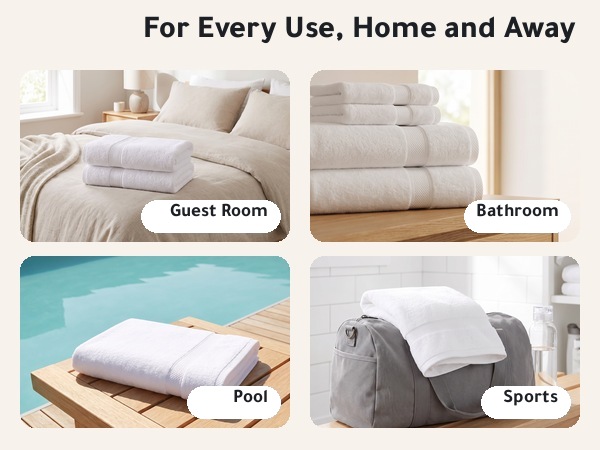 For Every Use, Home and Away
Guest Room
Bathroom
Pool
Sports